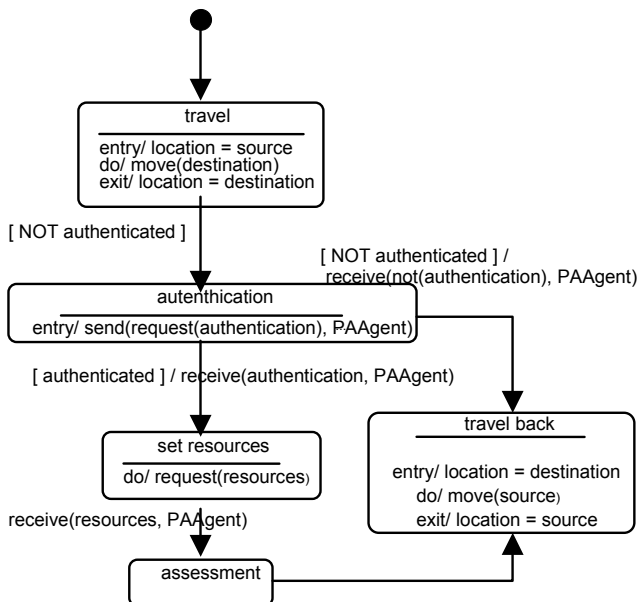 travel
entry/ location = source
do/ move(destination)
exit/ location = destination
[ NOT authenticated ]
[ NOT authenticated ] /
receive(not(authentication), PAAgent)
autenthication
entry/ send(request(authentication), PAAgent)
[ authenticated ] / receive(authentication, PAAgent)
set resources
do/ request(resources)
travel back
entry/ location = destination
do/ move(source)
exit/ location = source
receive(resources, PAAgent)
assessment